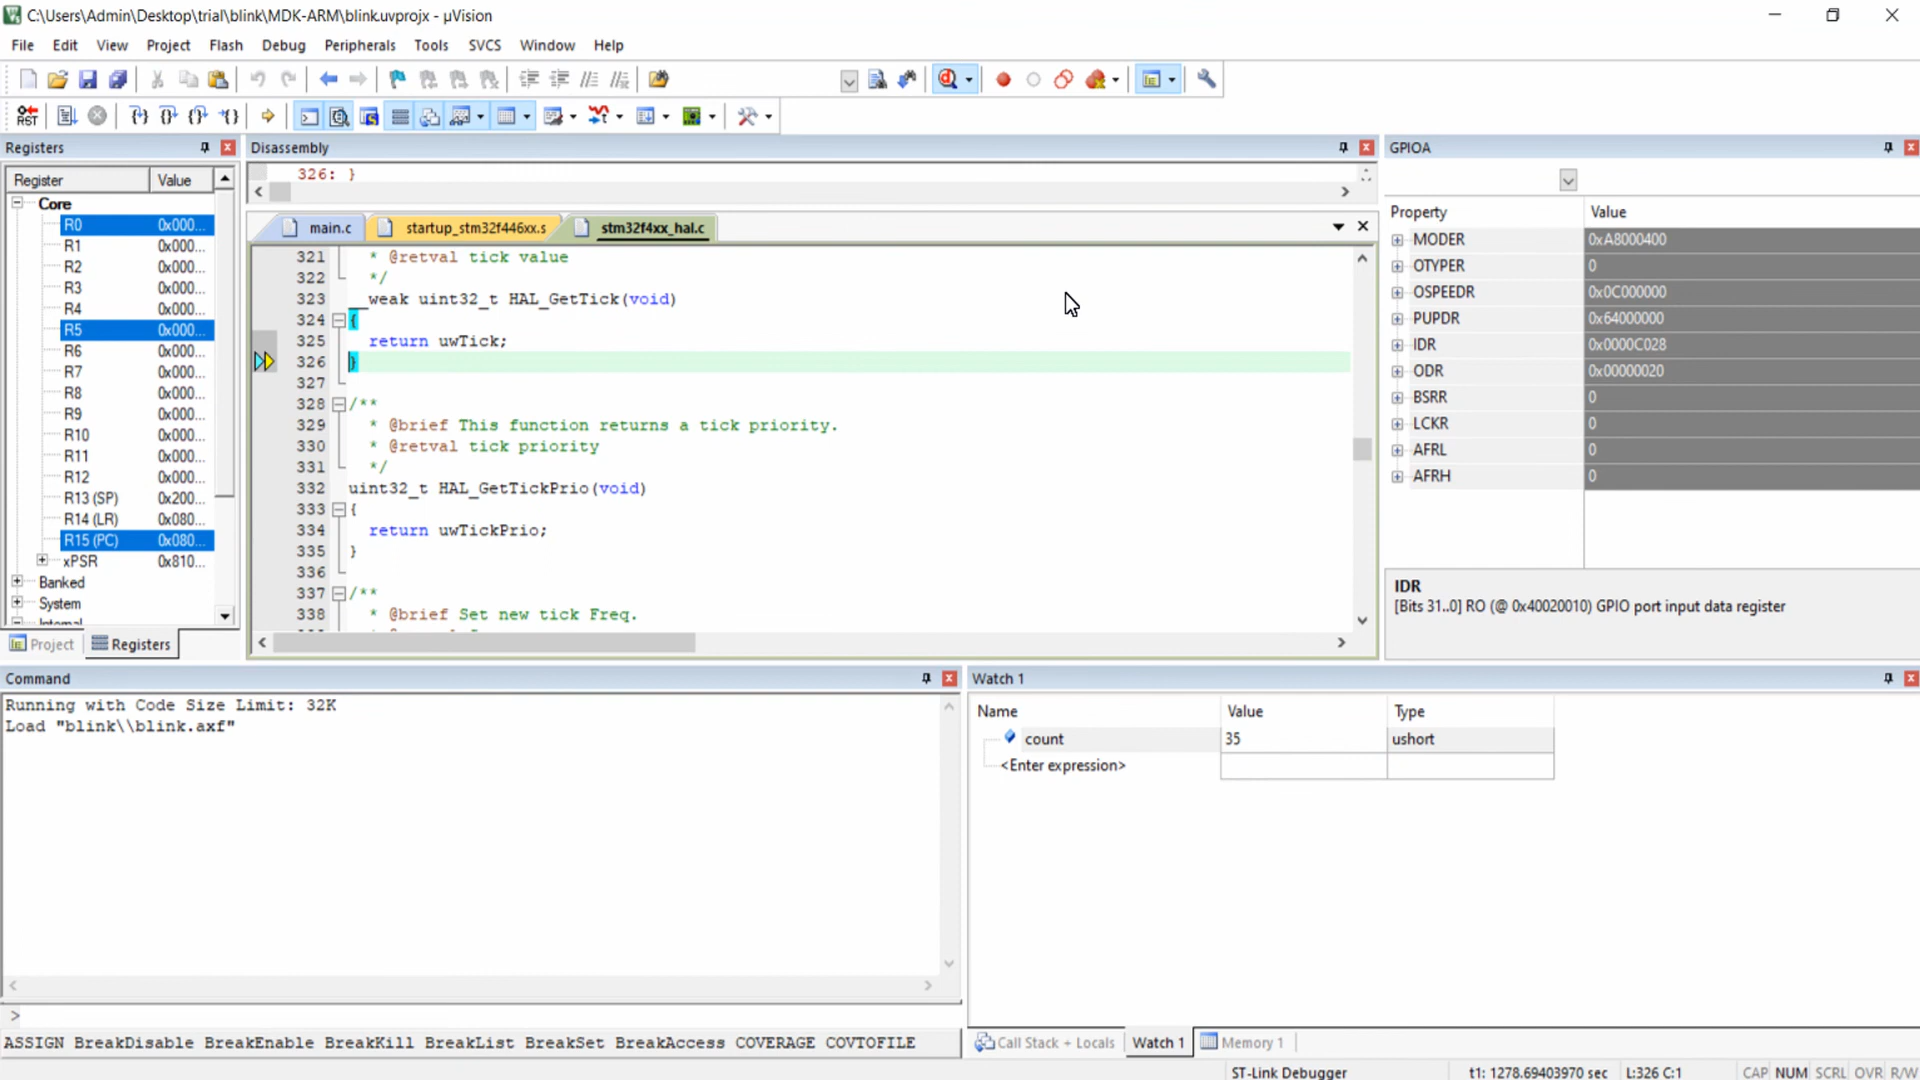 C:\Users\Admin\Desktop\trial\blink\MDK-ARM\blink.uvprojx - µVision
File Edit View Project Flash Debug Peripherals Tools SVCS Window Help
RST
Registers
Register Value
Core
R0 0x000...
R1 0x000...
R2 0x000...
R3 0x000...
R4 0x000...
R5 0x000...
R6 0x000...
R7 0x000...
R8 0x000...
R9 0x000...
R10 0x000...
R11 0x000...
R12 0x000...
R13 (SP) 0x200...
R14 (LR) 0x080...
R15 (PC) 0x080...
xPSR 0x810...
Banked
System
Internal
Project Registers
Disassembly
326: }
main.c startup_stm32f446xx.s stm32f4xx_hal.c
321 * @retval tick value
322 */
323 __weak uint32_t HAL_GetTick(void)
324 {
325 return uwTick;
326 }
327
328 /**
329 * @brief This function returns a tick priority.
330 * @retval tick priority
331 */
332 uint32_t HAL_GetTickPrio(void)
333 {
334 return uwTickPrio;
335 }
336
337 /**
338 * @brief Set new tick Freq.
GPIOA
Property Value
MODER 0xA8000400
OTYPER 0
OSPEEDR 0x0C000000
PUPDR 0x64000000
IDR 0x0000C028
ODR 0x00000020
BSRR 0
LCKR 0
AFRL 0
AFRH 0
IDR
[Bits 31..0] RO (@ 0x40020010) GPIO port input data register
Command
Running with Code Size Limit: 32K
Load "blink\\blink.axf"
>
ASSIGN BreakDisable BreakEnable BreakKill BreakList BreakSet BreakAccess COVERAGE COVTOFILE
Watch 1
Name Value Type
count 35 ushort
<Enter expression>
Call Stack + Locals Watch 1 Memory 1
ST-Link Debugger t1: 1278.69403970 sec L:326 C:1 CAP NUM SCRL OVR R/W